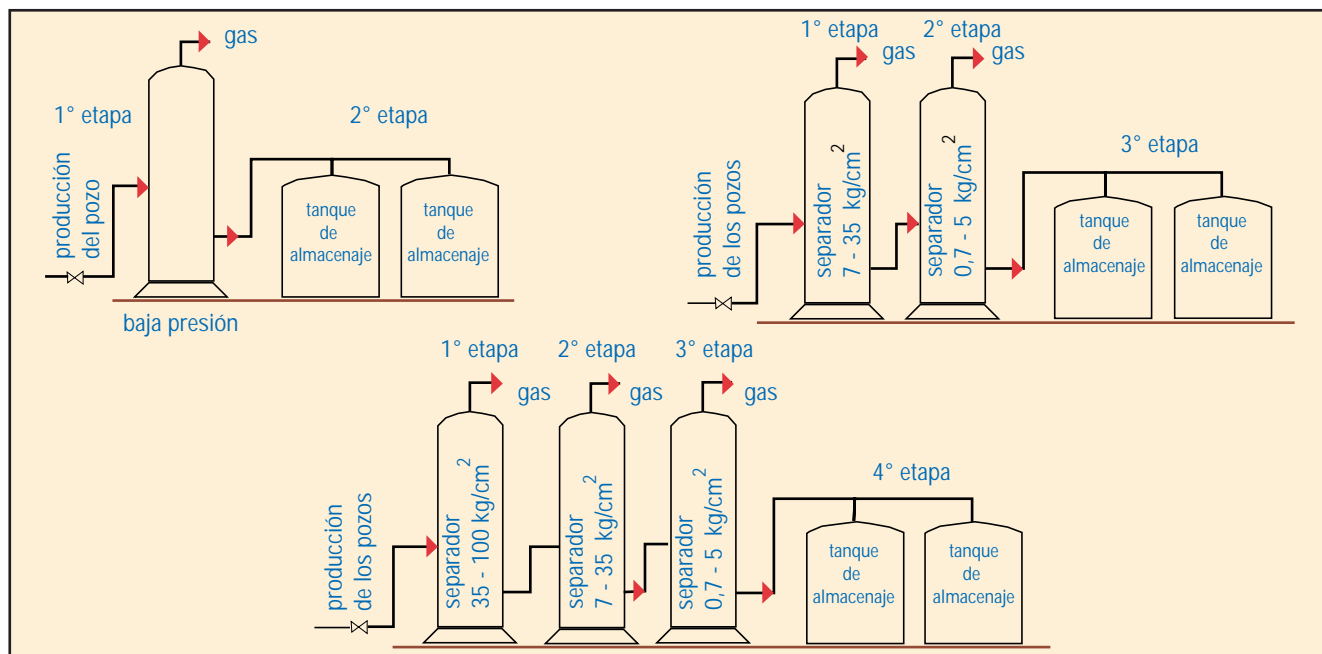 gas
1° etapa
2° etapa
producción
del pozo
tanque
de
almacenaje
tanque
de
almacenaje
baja presión
1° etapa
2° etapa
gas
gas
3° etapa
producción
de los pozos
separador
7 - 35 kg/cm²
separador
0,7 - 5 kg/cm²
tanque
de
almacenaje
tanque
de
almacenaje
1° etapa
2° etapa
3° etapa
gas
gas
gas
4° etapa
producción
de los pozos
separador
35 - 100 kg/cm²
separador
7 - 35 kg/cm²
separador
0,7 - 5 kg/cm²
tanque
de
almacenaje
tanque
de
almacenaje